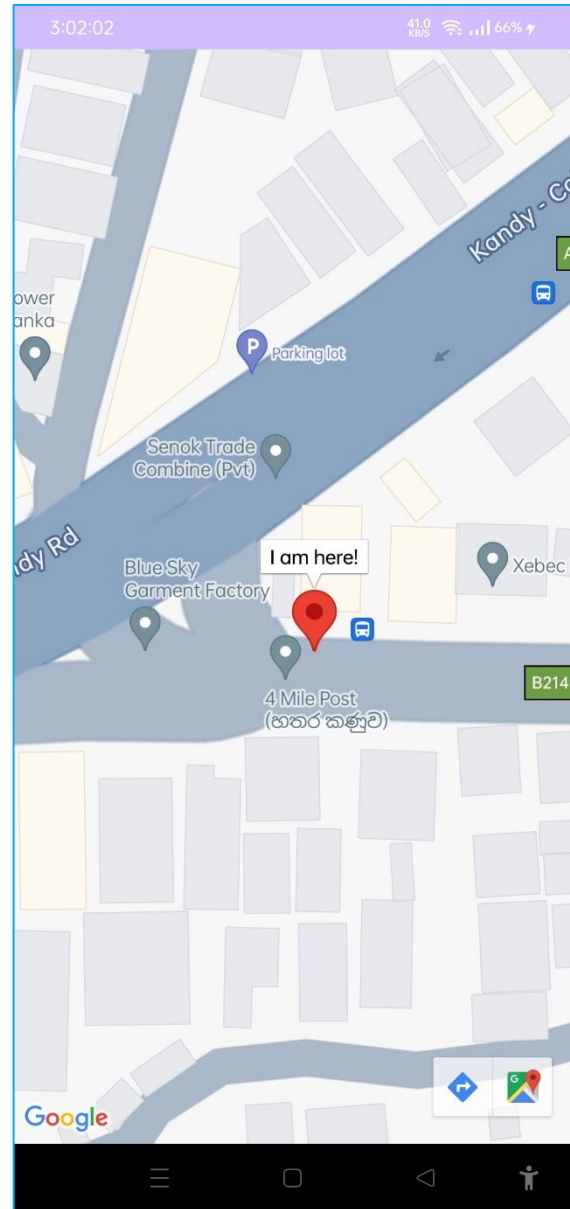 3:02:02
41.0
KB/S
66%
Kandy - Co
A
ower
anka
P
Parking lot
Senok Trade
Combine (Pvt)
ndy Rd
I am here!
Blue Sky
Garment Factory
Xebec
B214
4 Mile Post
(හතර කණුව)
Google